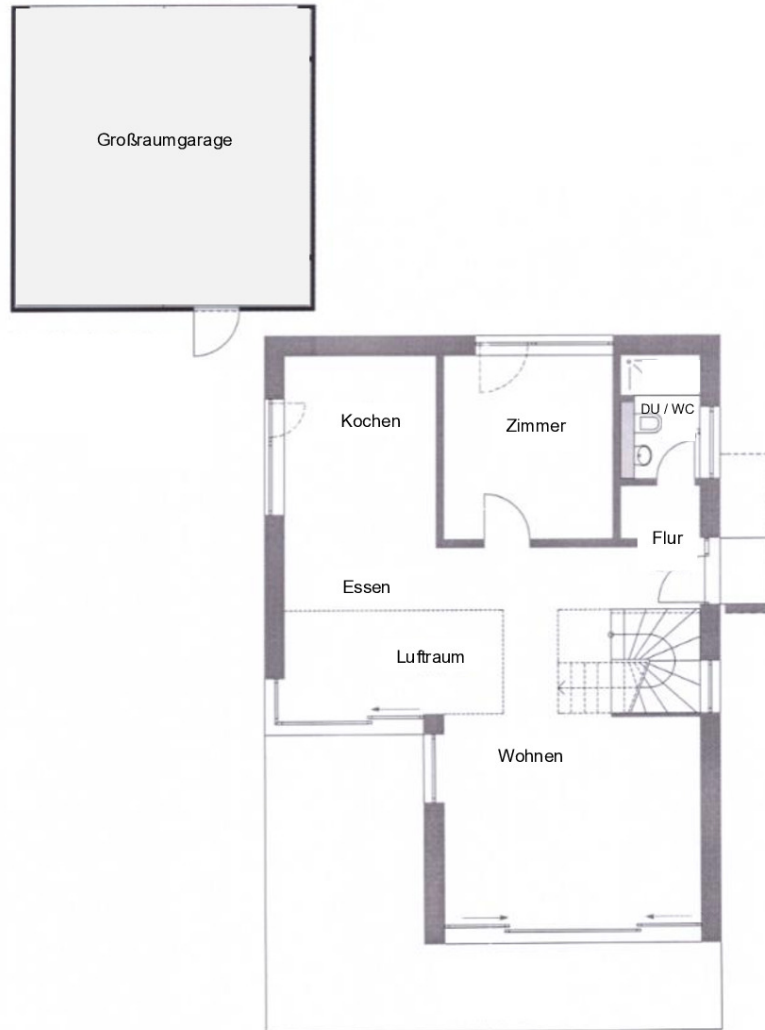 Großraumgarage
Kochen
Zimmer
DU / WC
Flur
Essen
Luftraum
Wohnen